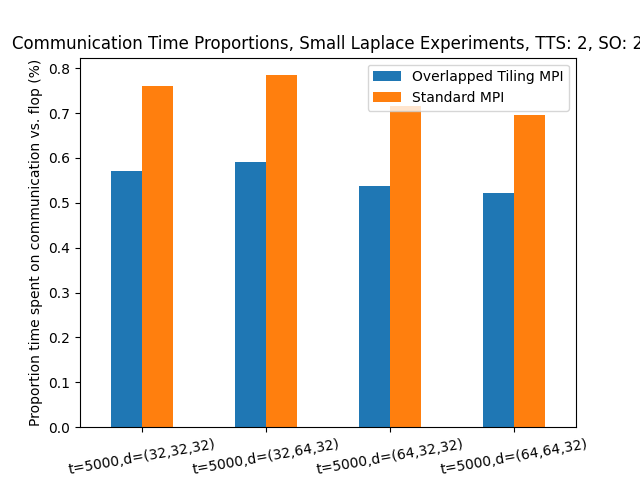 Communication Time Proportions, Small Laplace Experiments, TTS: 2, SO: 2
Proportion time spent on communication vs. flop (%)
0.8
0.7
0.6
0.5
0.4
0.3
0.2
0.1
0.0
Overlapped Tiling MPI
Standard MPI
t=5000,d=(32,32,32)
t=5000,d=(32,64,32)
t=5000,d=(64,32,32)
t=5000,d=(64,64,32)